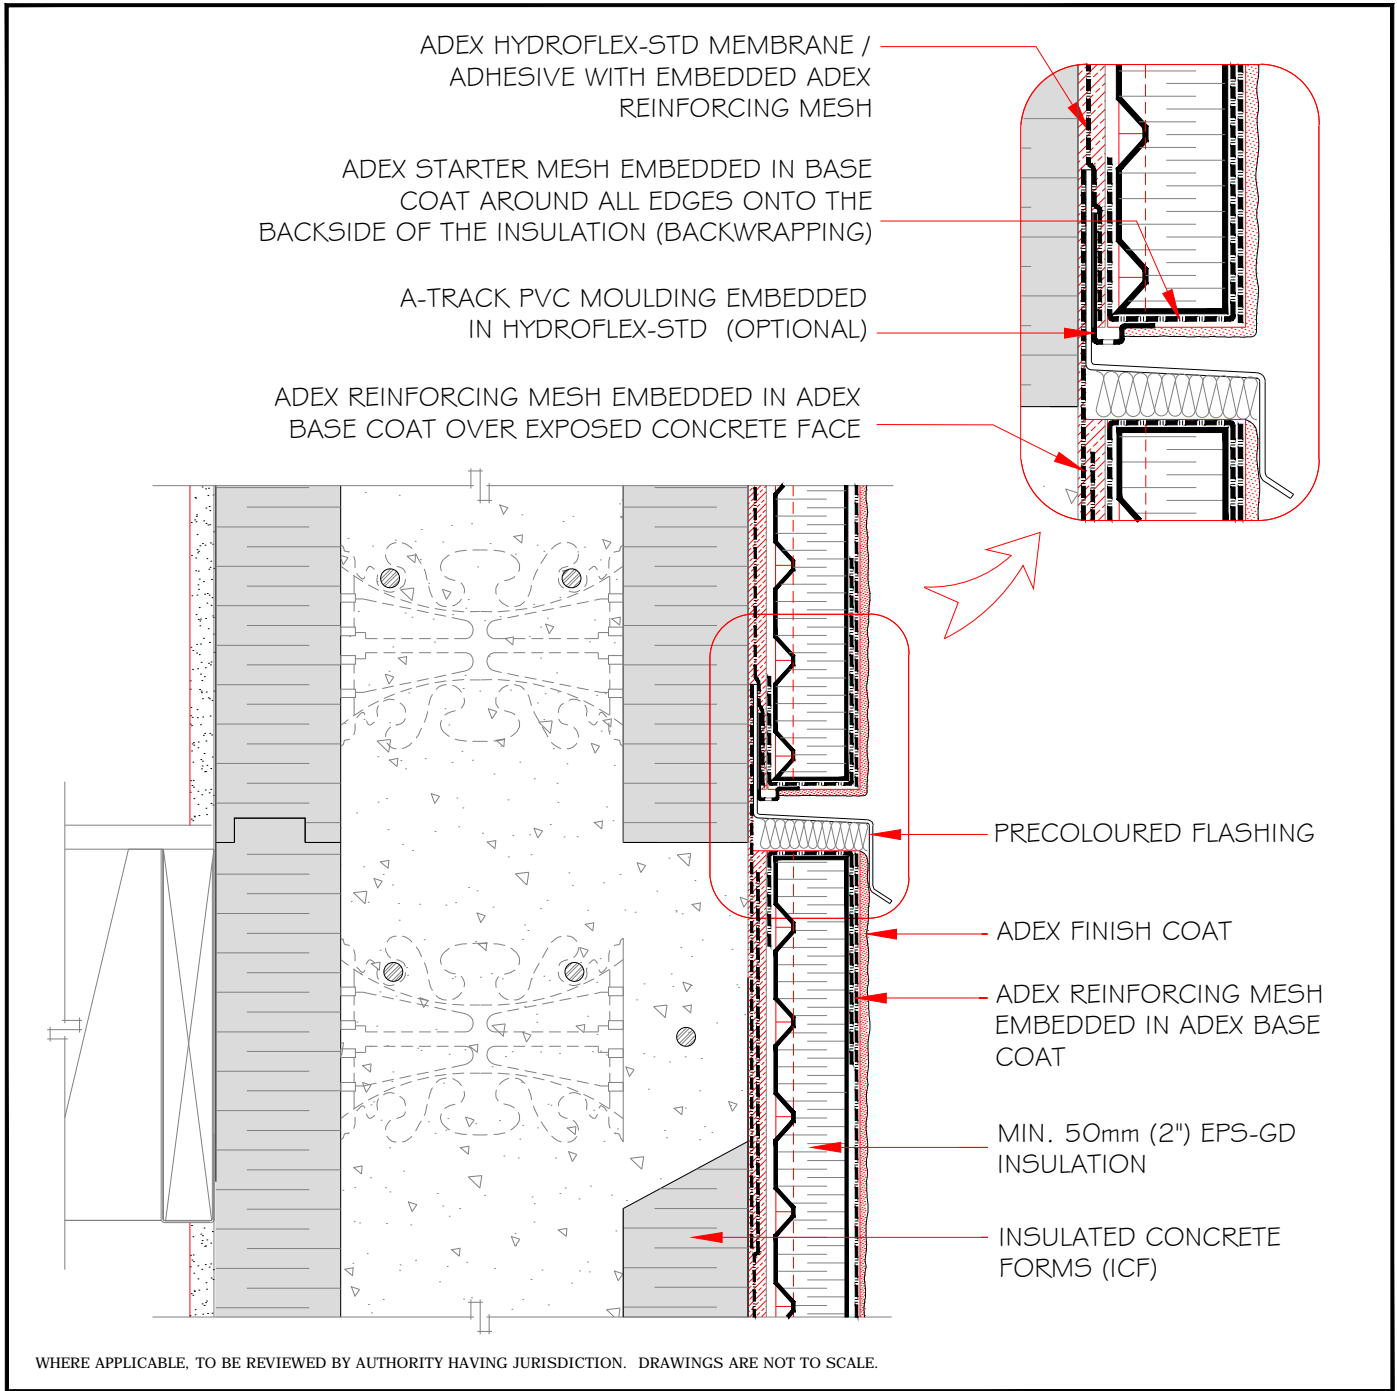 ADEX HYDROFLEX-STD MEMBRANE /
ADHESIVE WITH EMBEDDED ADEX
REINFORCING MESH
ADEX STARTER MESH EMBEDDED IN BASE
COAT AROUND ALL EDGES ONTO THE
BACKSIDE OF THE INSULATION (BACKWRAPPING)
A-TRACK PVC MOULDING EMBEDDED
IN HYDROFLEX-STD (OPTIONAL)
ADEX REINFORCING MESH EMBEDDED IN ADEX
BASE COAT OVER EXPOSED CONCRETE FACE
PRECOLOURED FLASHING
ADEX FINISH COAT
ADEX REINFORCING MESH
EMBEDDED IN ADEX BASE
COAT
MIN. 50mm (2") EPS-GD
INSULATION
INSULATED CONCRETE
FORMS (ICF)
WHERE APPLICABLE, TO BE REVIEWED BY AUTHORITY HAVING JURISDICTION. DRAWINGS ARE NOT TO SCALE.